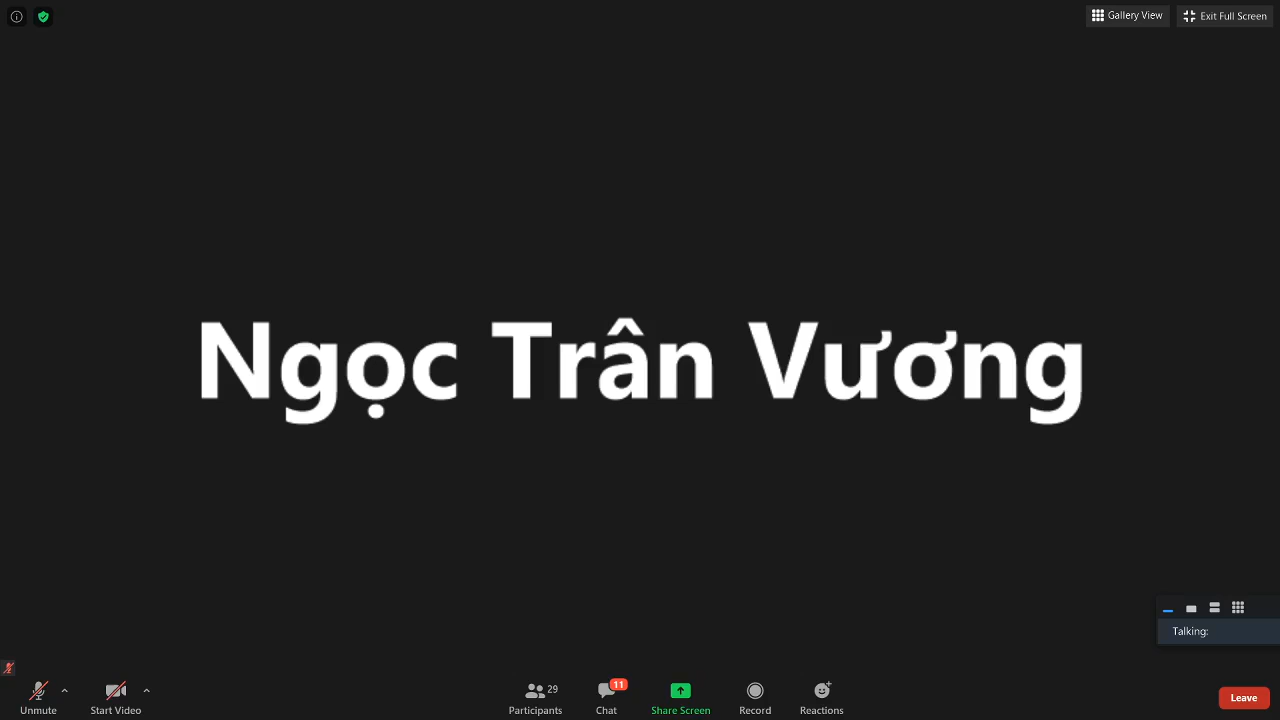 Gallery View
Exit Full Screen
Ngọc Trân Vương
Talking:
Unmute
Start Video
29
Participants
11
Chat
Share Screen
Record
Reactions
Leave